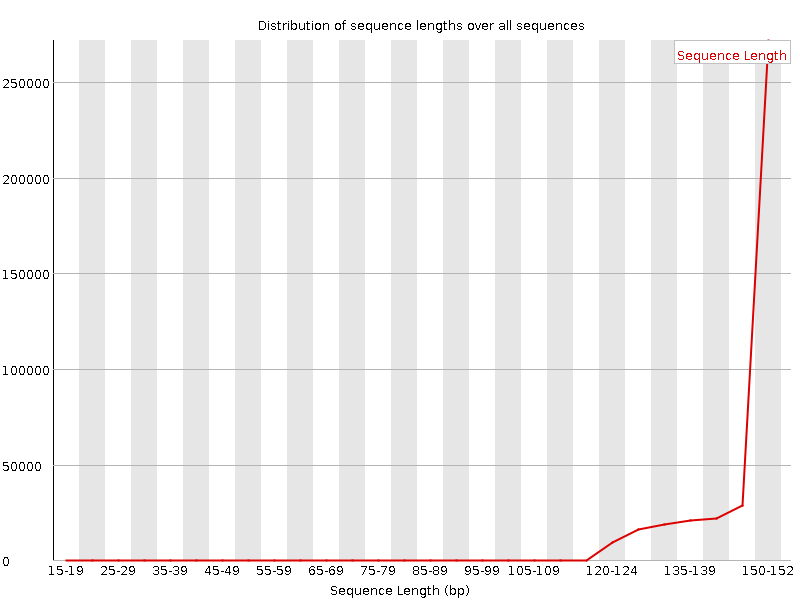 Distribution of sequence lengths over all sequences
Sequence Length
250000
200000
150000
100000
50000
0
15-19 25-29 35-39 45-49 55-59 65-69 75-79 85-89 95-99 105-109 120-124 135-139 150-152
Sequence Length (bp)